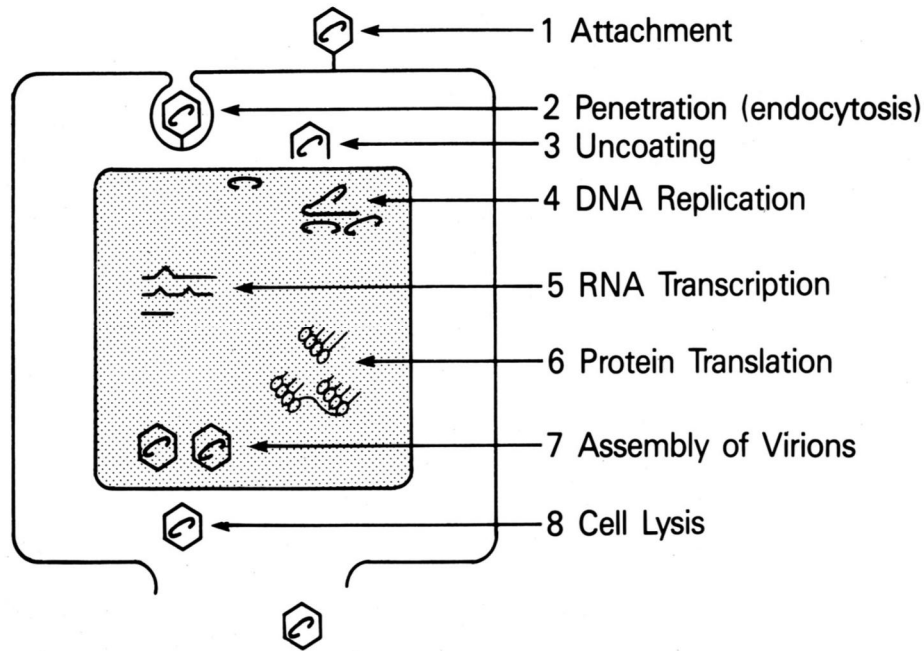 1 Attachment
2 Penetration (endocytosis)
3 Uncoating
4 DNA Replication
5 RNA Transcription
6 Protein Translation
7 Assembly of Virions
8 Cell Lysis